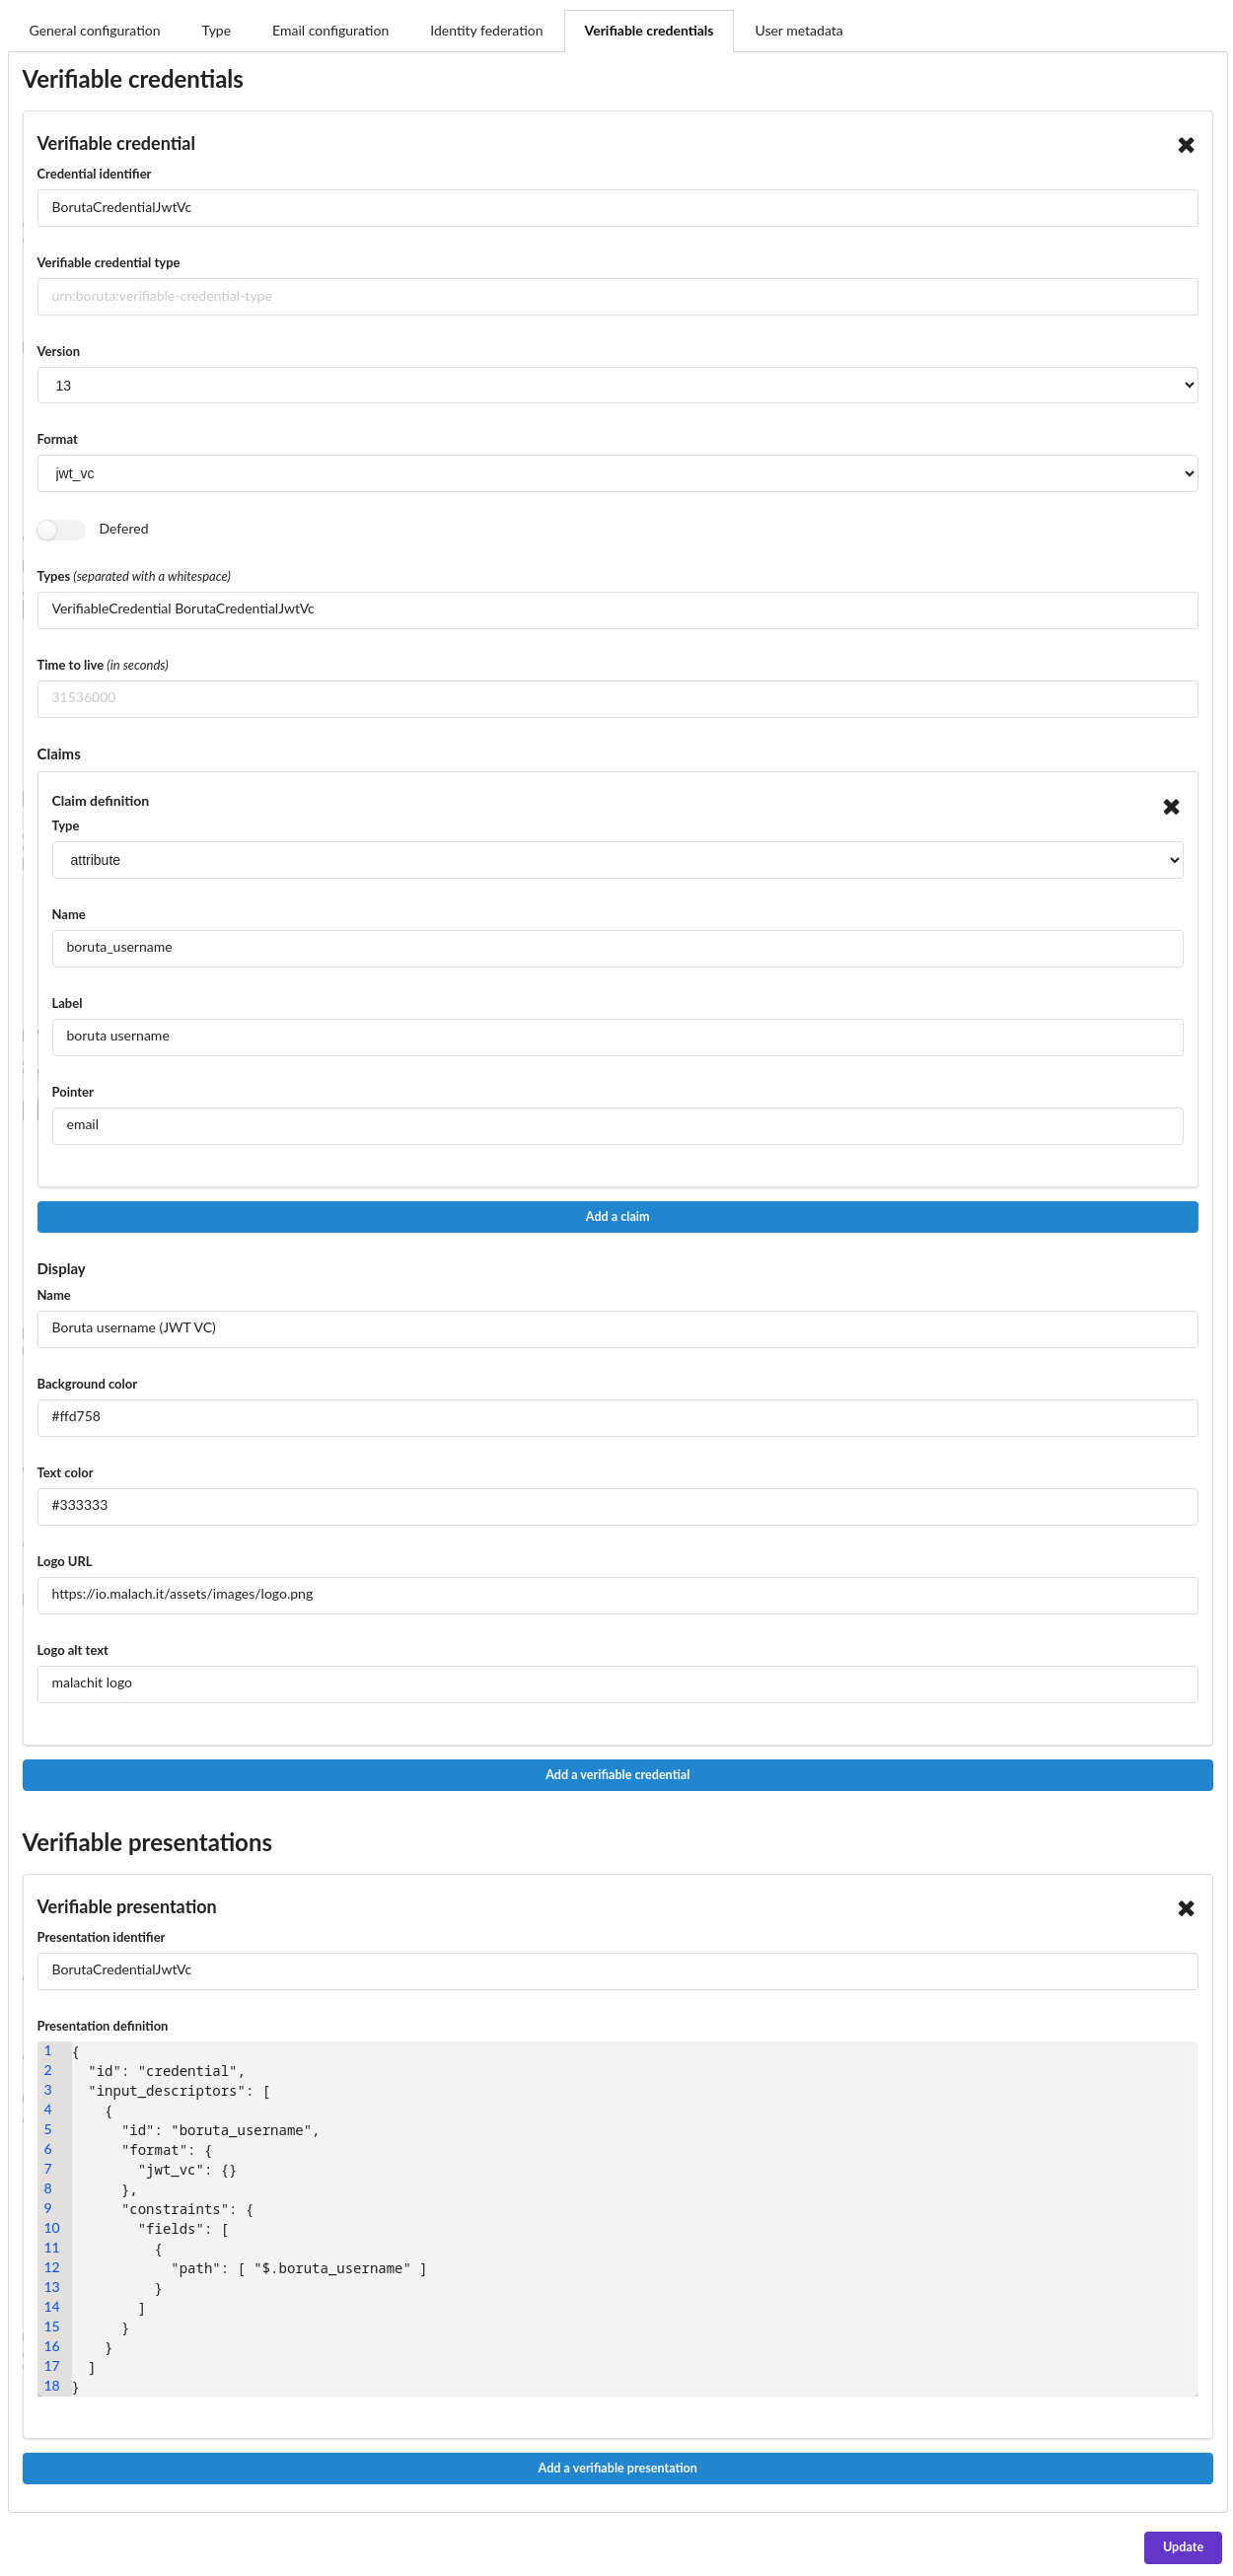 General configuration Type Email configuration Identity federation Verifiable credentials User metadata
Verifiable credentials
Verifiable credential
Credential identifier
BorutaCredentialJwtVc
Verifiable credential type
urn:boruta:verifiable-credential-type
Version
13
Format
jwt_vc
Defered
Types (separated with a whitespace)
VerifiableCredential BorutaCredentialJwtVc
Time to live (in seconds)
31536000
Claims
Claim definition
Type
attribute
Name
boruta_username
Label
boruta username
Pointer
email
Add a claim
Display
Name
Boruta username (JWT VC)
Background color
#ffd758
Text color
#333333
Logo URL
https://io.malach.it/assets/images/logo.png
Logo alt text
malachit logo
Add a verifiable credential
Verifiable presentations
Verifiable presentation
Presentation identifier
BorutaCredentialJwtVc
Presentation definition
1 {
2   "id": "credential",
3   "input_descriptors": [
4     {
5       "id": "boruta_username",
6       "format": {
7         "jwt_vc": {}
8       },
9       "constraints": {
10         "fields": [
11           {
12             "path": [ "$.boruta_username" ]
13           }
14         ]
15       }
16     }
17   ]
18 }
Add a verifiable presentation
Update